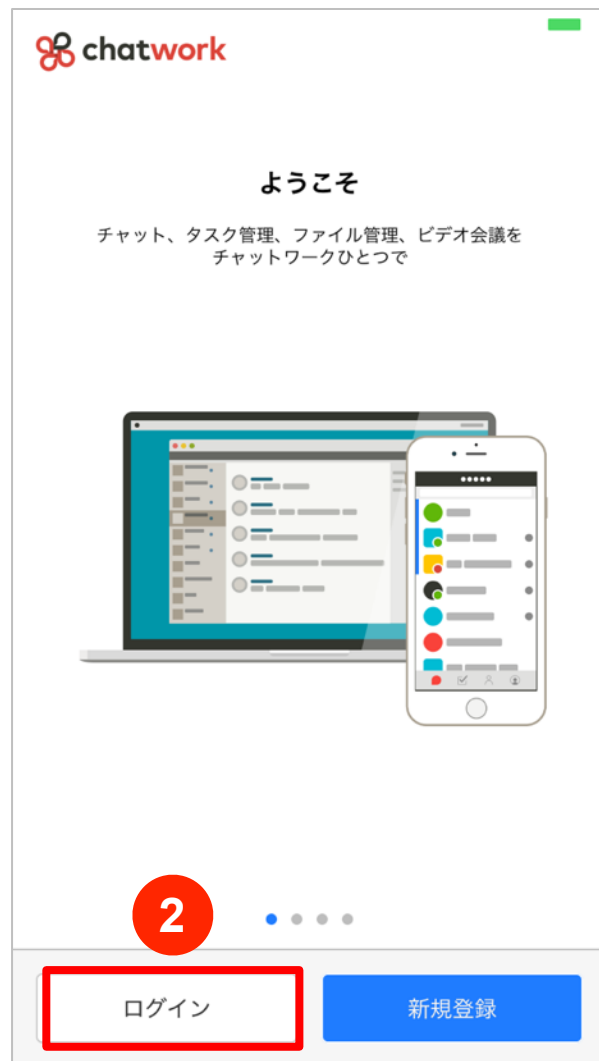 chatwork
ようこそ
チャット、タスク管理、ファイル管理、ビデオ会議を
チャットワークひとつで
2
ログイン
新規登録